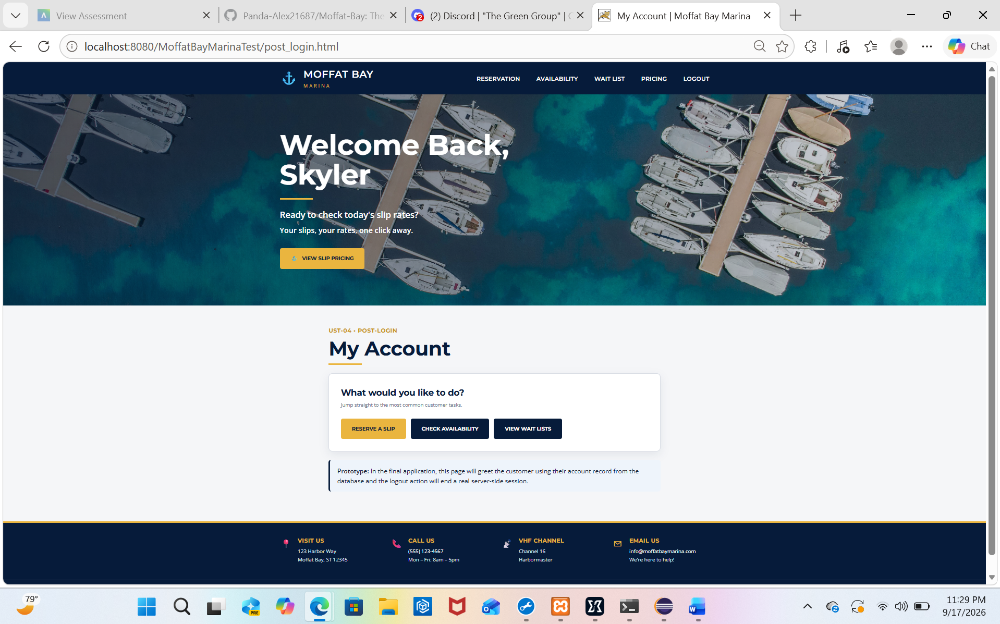 View Assessment
Panda-Alex21687/Moffat-Bay: The
(2) Discord | "The Green Group" |
My Account | Moffat Bay Marina
localhost:8080/MoffatBayMarinaTest/post_login.html
Chat
MOFFAT BAY
MARINA
RESERVATION
AVAILABILITY
WAIT LIST
PRICING
LOGOUT
Welcome Back,
Skyler
Ready to check today's slip rates?
Your slips, your rates, one click away.
VIEW SLIP PRICING
UST-04 • POST-LOGIN
My Account
What would you like to do?
Jump straight to the most common customer tasks.
RESERVE A SLIP
CHECK AVAILABILITY
VIEW WAIT LISTS
Prototype: In the final application, this page will greet the customer using their account record from the
database and the logout action will end a real server-side session.
VISIT US
123 Harbor Way
Moffat Bay, ST 12345
CALL US
(555) 123-4567
Mon – Fri: 8am – 5pm
VHF CHANNEL
Channel 16
Harbormaster
EMAIL US
info@moffatbaymarina.com
We're here to help!
79°
PRE
11:29 PM
9/17/2026